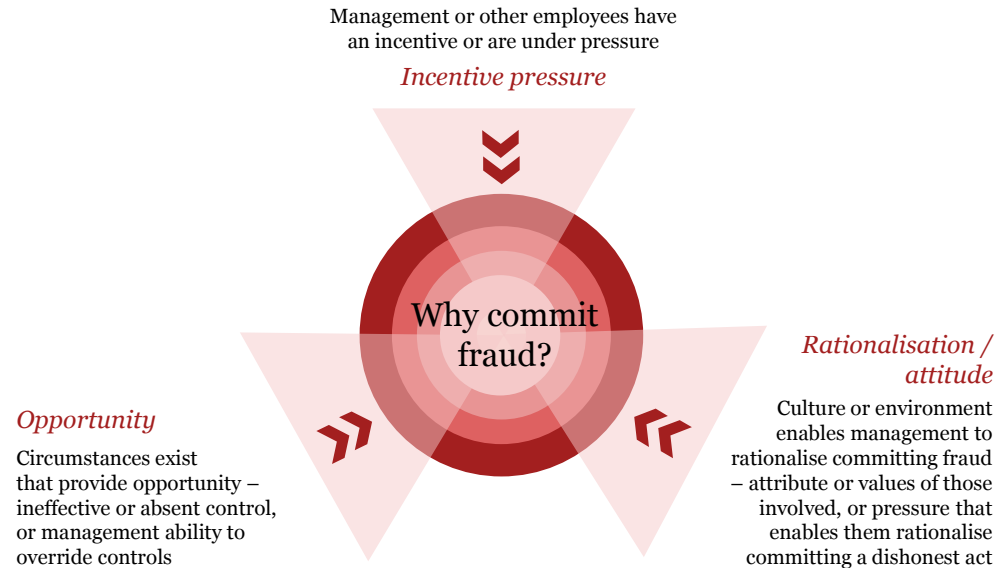 Management or other employees have
an incentive or are under pressure
Incentive pressure
Why commit
fraud?
Opportunity
Circumstances exist
that provide opportunity –
ineffective or absent control,
or management ability to
override controls
Rationalisation /
attitude
Culture or environment
enables management to
rationalise committing fraud
– attribute or values of those
involved, or pressure that
enables them rationalise
committing a dishonest act